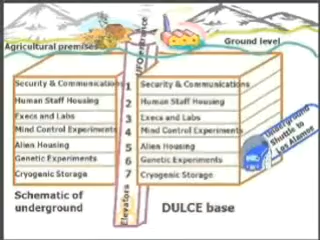 Agricultural premises
UFO entrance
Ground level
Security & Communications 1 Security & Communications
Human Staff Housing 2 Human Staff Housing
Execs and Labs 3 Execs and Labs
Mind Control Experiments 4 Mind Control Experiments
Alien Housing 5 Alien Housing
Genetic Experiments 6 Genetic Experiments
Cryogenic Storage 7 Cryogenic Storage
Elevators
Underground
Shuttle to
Los Alamos
Schematic of
underground
DULCE base